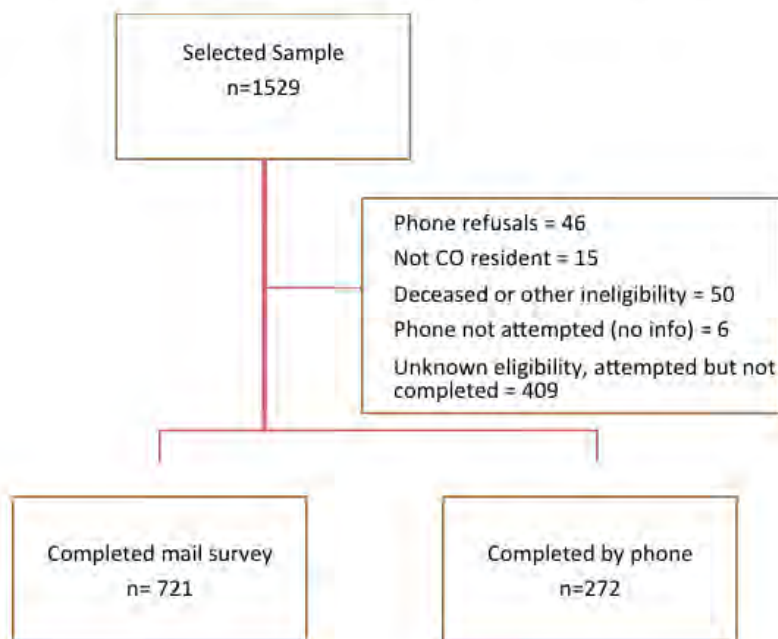 Selected Sample
n=1529
Phone refusals = 46
Not CO resident = 15
Deceased or other ineligibility = 50
Phone not attempted (no info) = 6
Unknown eligibility, attempted but not
completed = 409
Completed mail survey
n= 721
Completed by phone
n=272